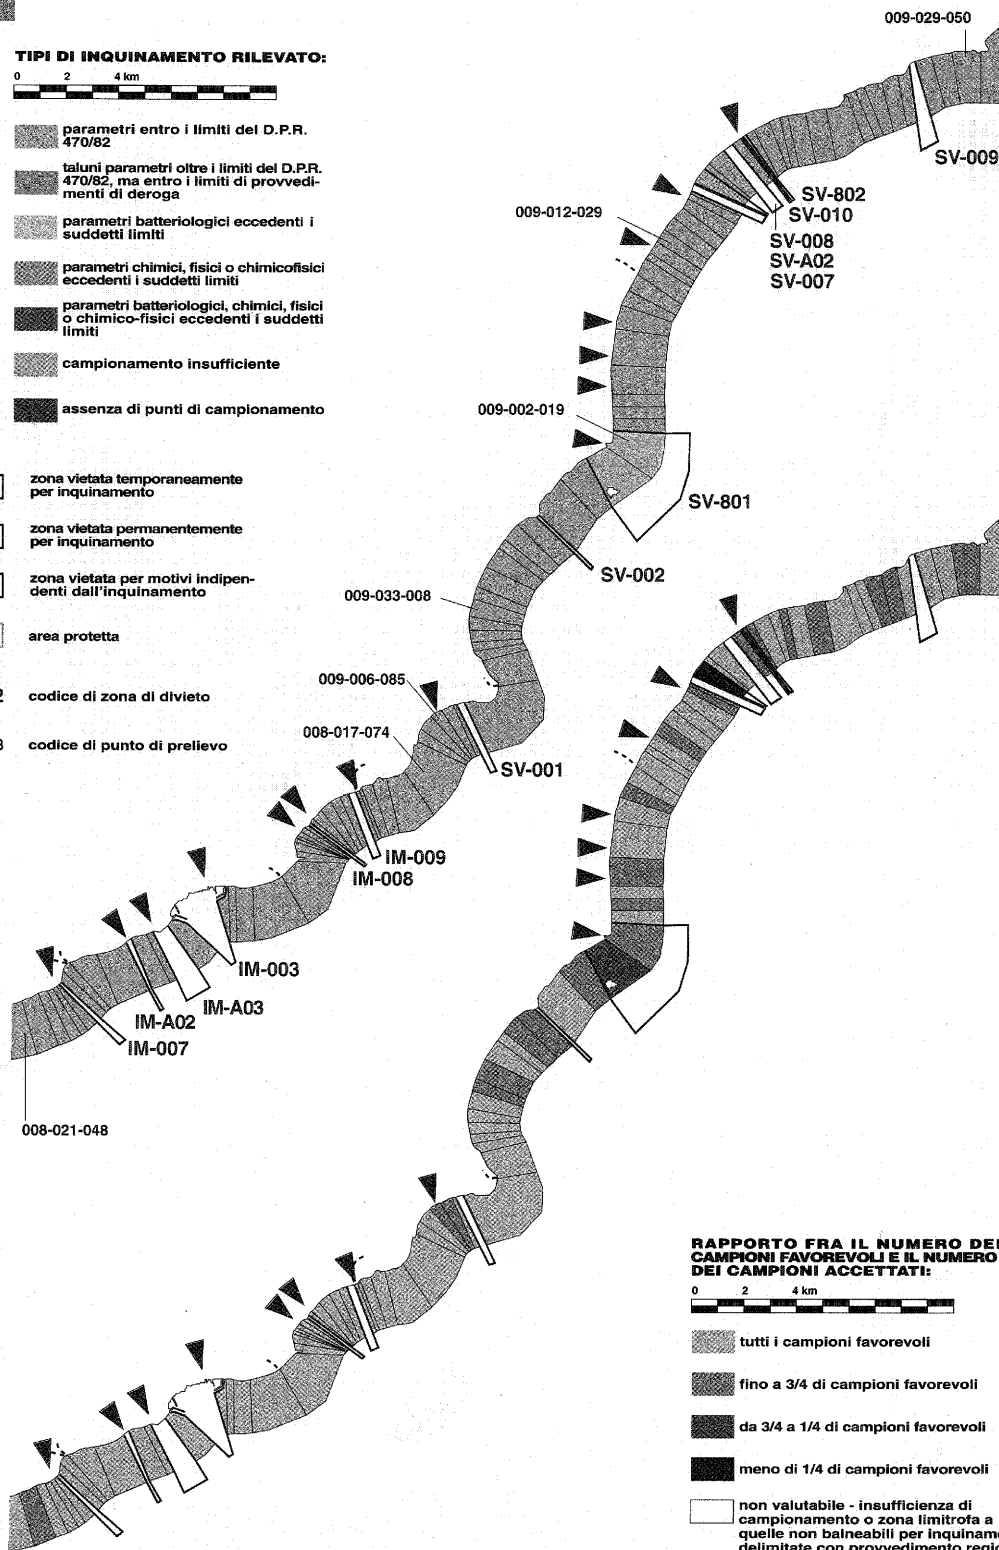 TIPI DI INQUINAMENTO RILEVATO:
0 2 4 km
parametri entro i limiti del D.P.R.
470/82
taluni parametri oltre i limiti del D.P.R.
470/82, ma entro i limiti di provvedi-
menti di deroga
parametri batteriologici eccedenti i
suddetti limiti
parametri chimici, fisici o chimicofisici
eccedenti i suddetti limiti
parametri batteriologici, chimici, fisici
o chimico-fisici eccedenti i suddetti
limiti
campionamento insufficiente
assenza di punti di campionamento
zona vietata temporaneamente
per inquinamento
zona vietata permanentemente
per inquinamento
zona vietata per motivi indipen-
denti dall'inquinamento
area protetta
codice di zona di divieto
codice di punto di prelievo
009-029-050
SV-009
SV-802
SV-010
SV-008
SV-A02
SV-007
009-012-029
009-002-019
SV-801
SV-002
009-033-008
009-006-085
008-017-074
SV-001
IM-009
IM-008
IM-003
IM-A03
IM-A02
IM-007
008-021-048
RAPPORTO FRA IL NUMERO DEI
CAMPIONI FAVOREVOLI E IL NUMERO
DEI CAMPIONI ACCETTATI:
0 2 4 km
tutti i campioni favorevoli
fino a 3/4 di campioni favorevoli
da 3/4 a 1/4 di campioni favorevoli
meno di 1/4 di campioni favorevoli
non valutabile - insufficienza di
campionamento o zona limitrofa a
quelle non balneabili per inquiname
delimitate con provvedimento regio